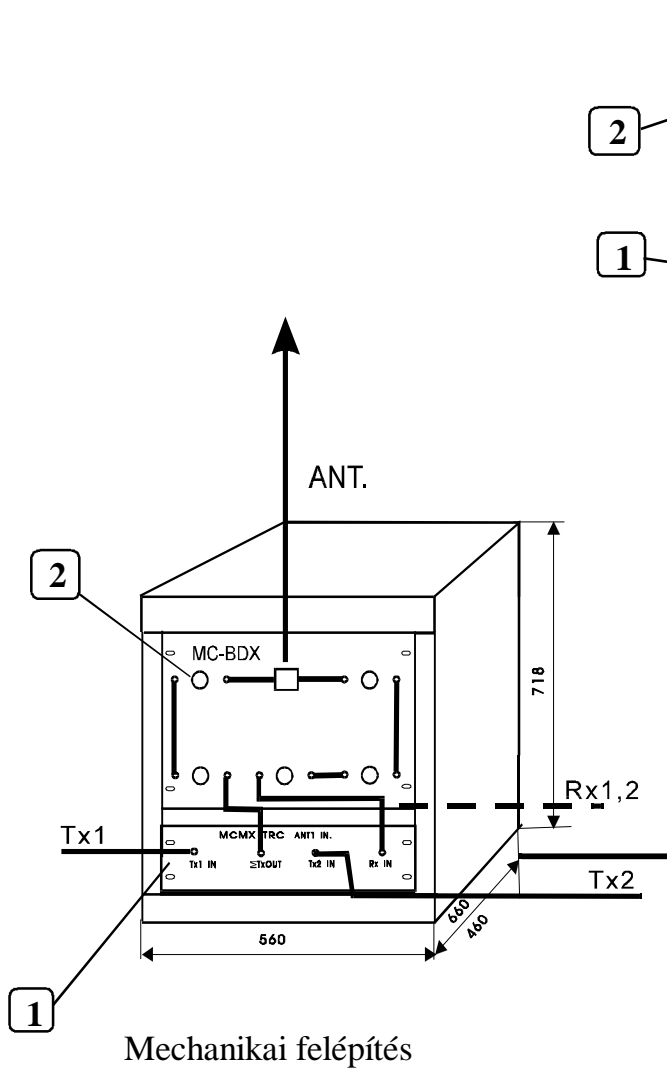 2
1
ANT.
2
MC-BDX
718
Rx1,2
Tx1
MCMX TRC ANT1 IN.
Tx1 IN ΣTxOUT Tx2 IN Rx IN
Tx2
660
460
560
1
Mechanikai felépítés